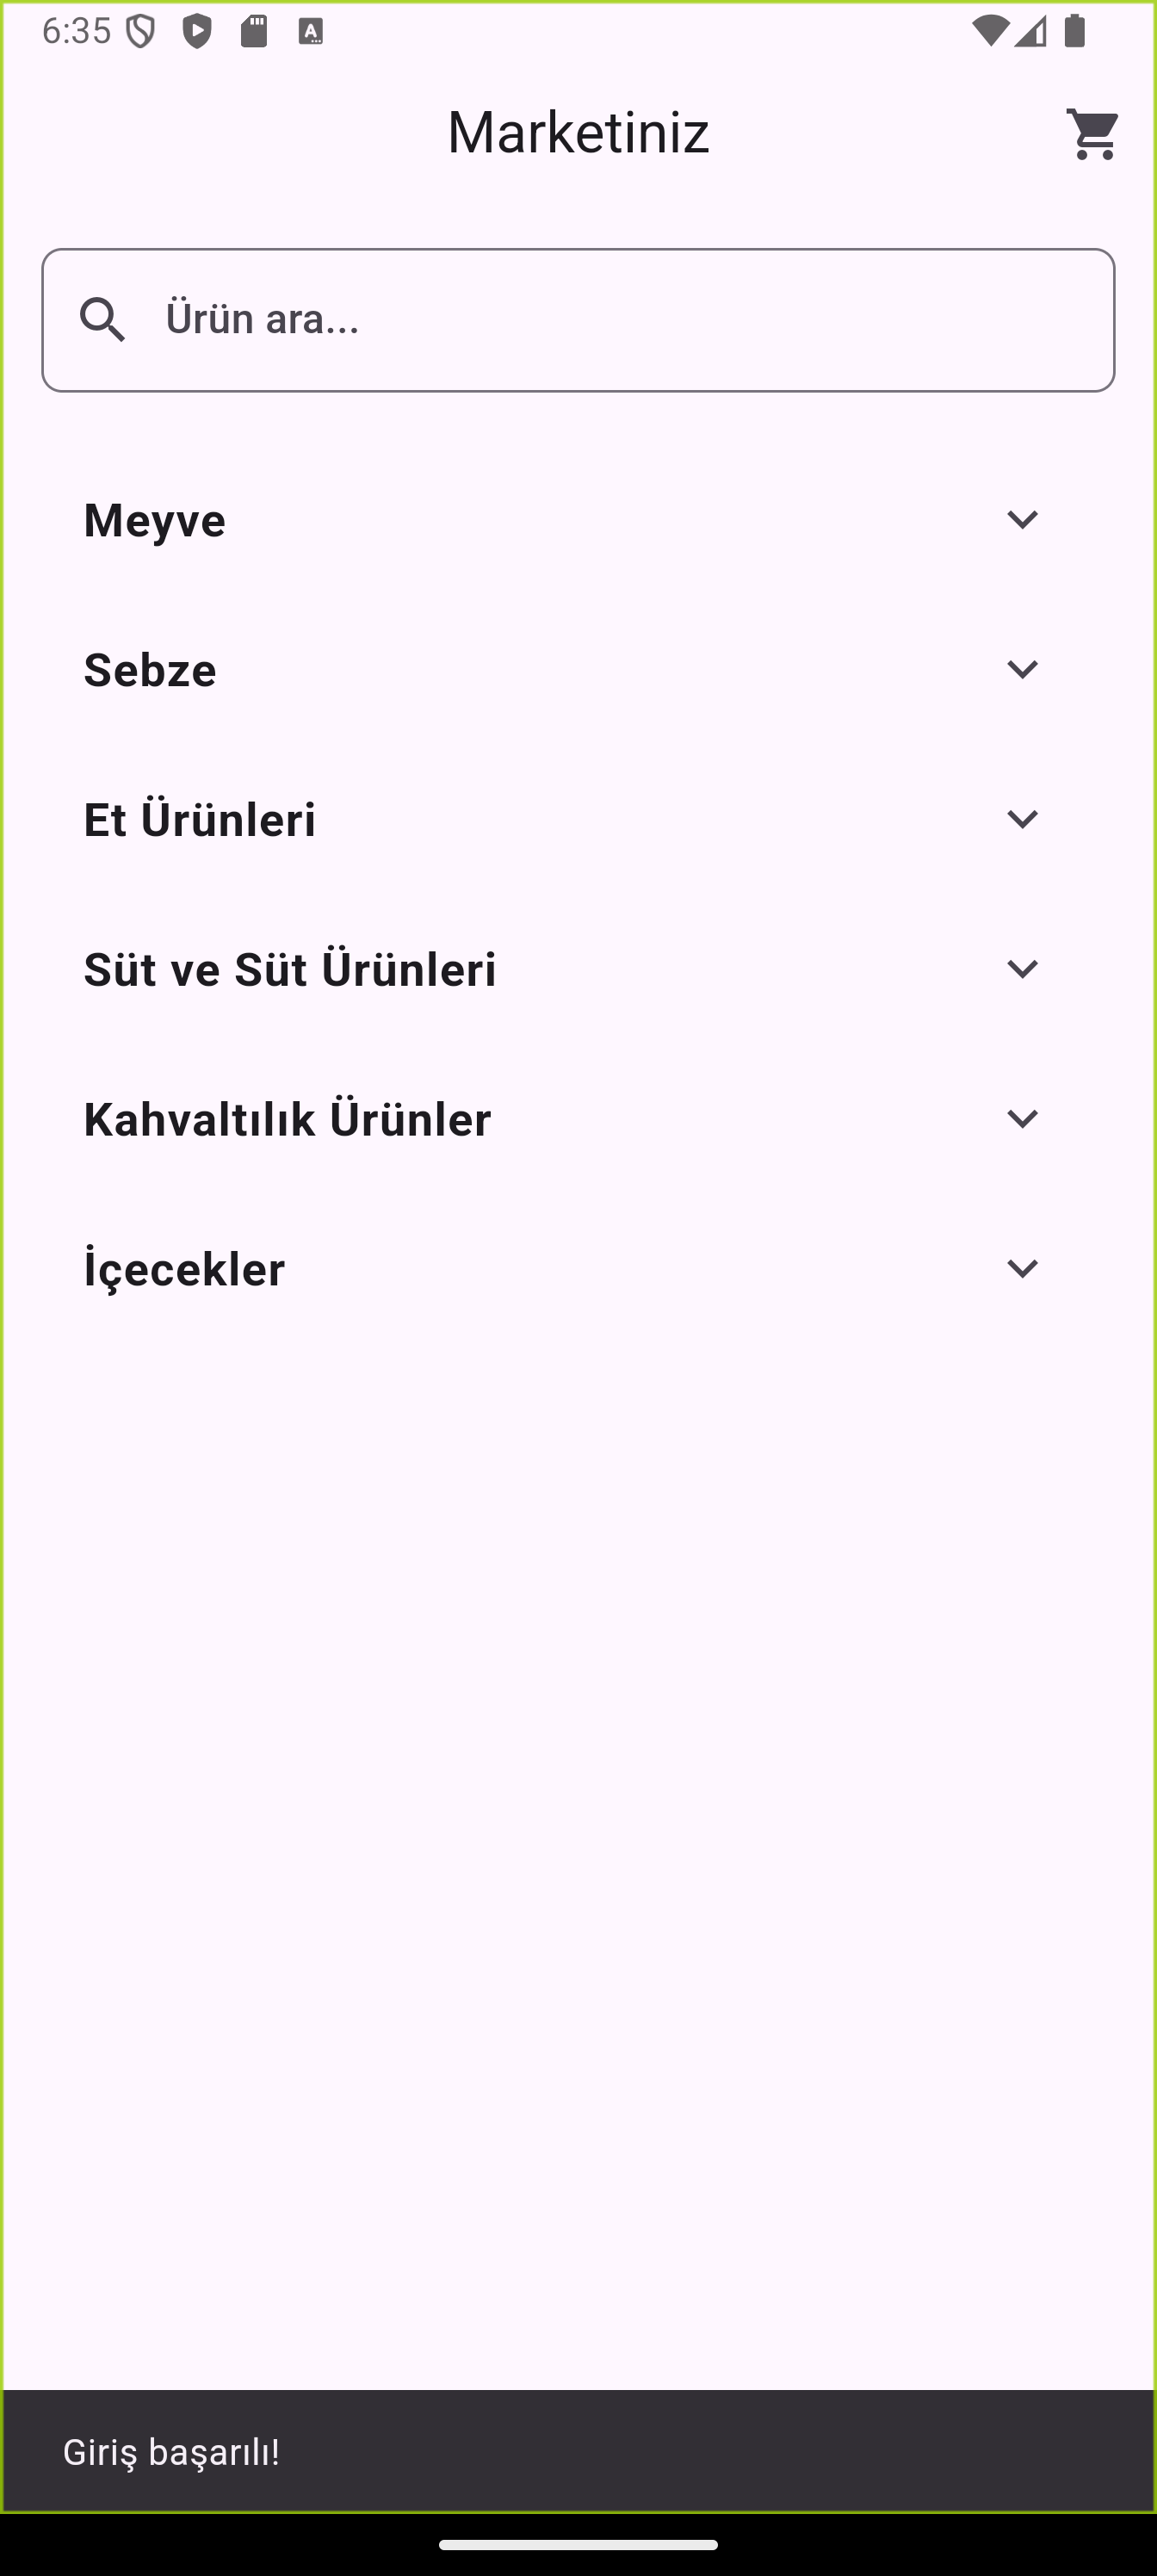 6:35
Marketiniz
Ürün ara...
Meyve
Sebze
Et Ürünleri
Süt ve Süt Ürünleri
Kahvaltılık Ürünler
İçecekler
Giriş başarılı!